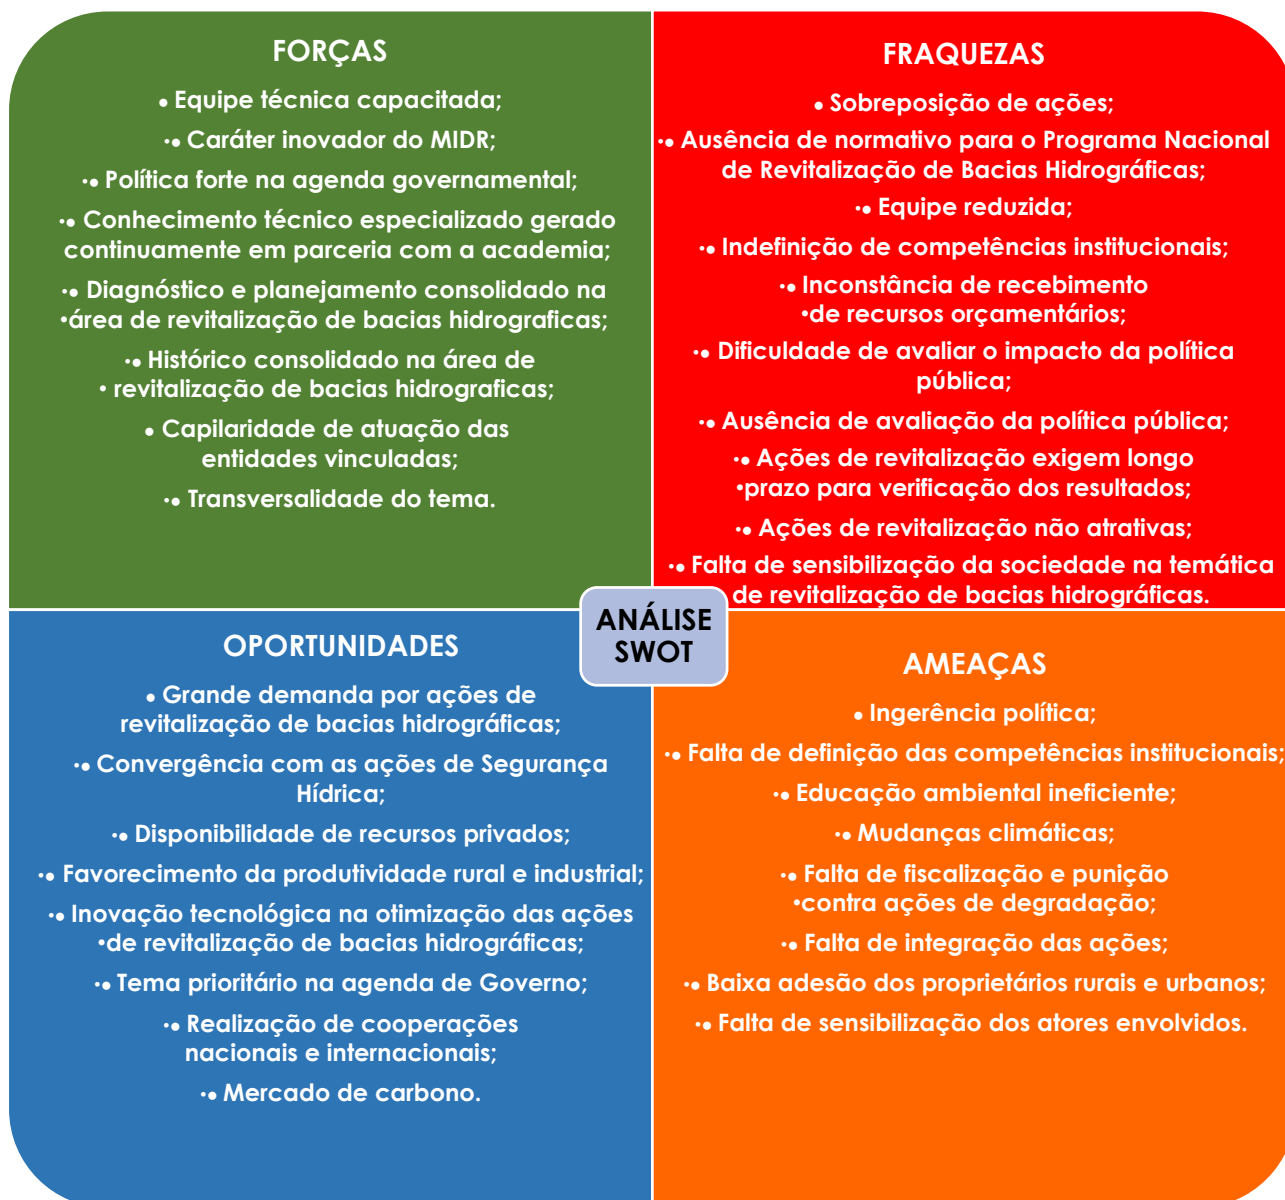 FORÇAS
• Equipe técnica capacitada;
•• Caráter inovador do MIDR;
•• Política forte na agenda governamental;
•• Conhecimento técnico especializado gerado
continuamente em parceria com a academia;
•• Diagnóstico e planejamento consolidado na
•área de revitalização de bacias hidrograficas;
•• Histórico consolidado na área de
• revitalização de bacias hidrograficas;
• Capilaridade de atuação das
entidades vinculadas;
•• Transversalidade do tema.
FRAQUEZAS
• Sobreposição de ações;
•• Ausência de normativo para o Programa Nacional
de Revitalização de Bacias Hidrográficas;
•• Equipe reduzida;
•• Indefinição de competências institucionais;
•• Inconstância de recebimento
•de recursos orçamentários;
•• Dificuldade de avaliar o impacto da política
pública;
•• Ausência de avaliação da política pública;
•• Ações de revitalização exigem longo
•prazo para verificação dos resultados;
•• Ações de revitalização não atrativas;
•• Falta de sensibilização da sociedade na temática
de revitalização de bacias hidrográficas.
ANÁLISE
SWOT
OPORTUNIDADES
• Grande demanda por ações de
revitalização de bacias hidrográficas;
•• Convergência com as ações de Segurança
Hídrica;
•• Disponibilidade de recursos privados;
•• Favorecimento da produtividade rural e industrial;
•• Inovação tecnológica na otimização das ações
•de revitalização de bacias hidrográficas;
•• Tema prioritário na agenda de Governo;
•• Realização de cooperações
nacionais e internacionais;
•• Mercado de carbono.
AMEAÇAS
• Ingerência política;
•• Falta de definição das competências institucionais;
•• Educação ambiental ineficiente;
•• Mudanças climáticas;
•• Falta de fiscalização e punição
•contra ações de degradação;
•• Falta de integração das ações;
•• Baixa adesão dos proprietários rurais e urbanos;
•• Falta de sensibilização dos atores envolvidos.